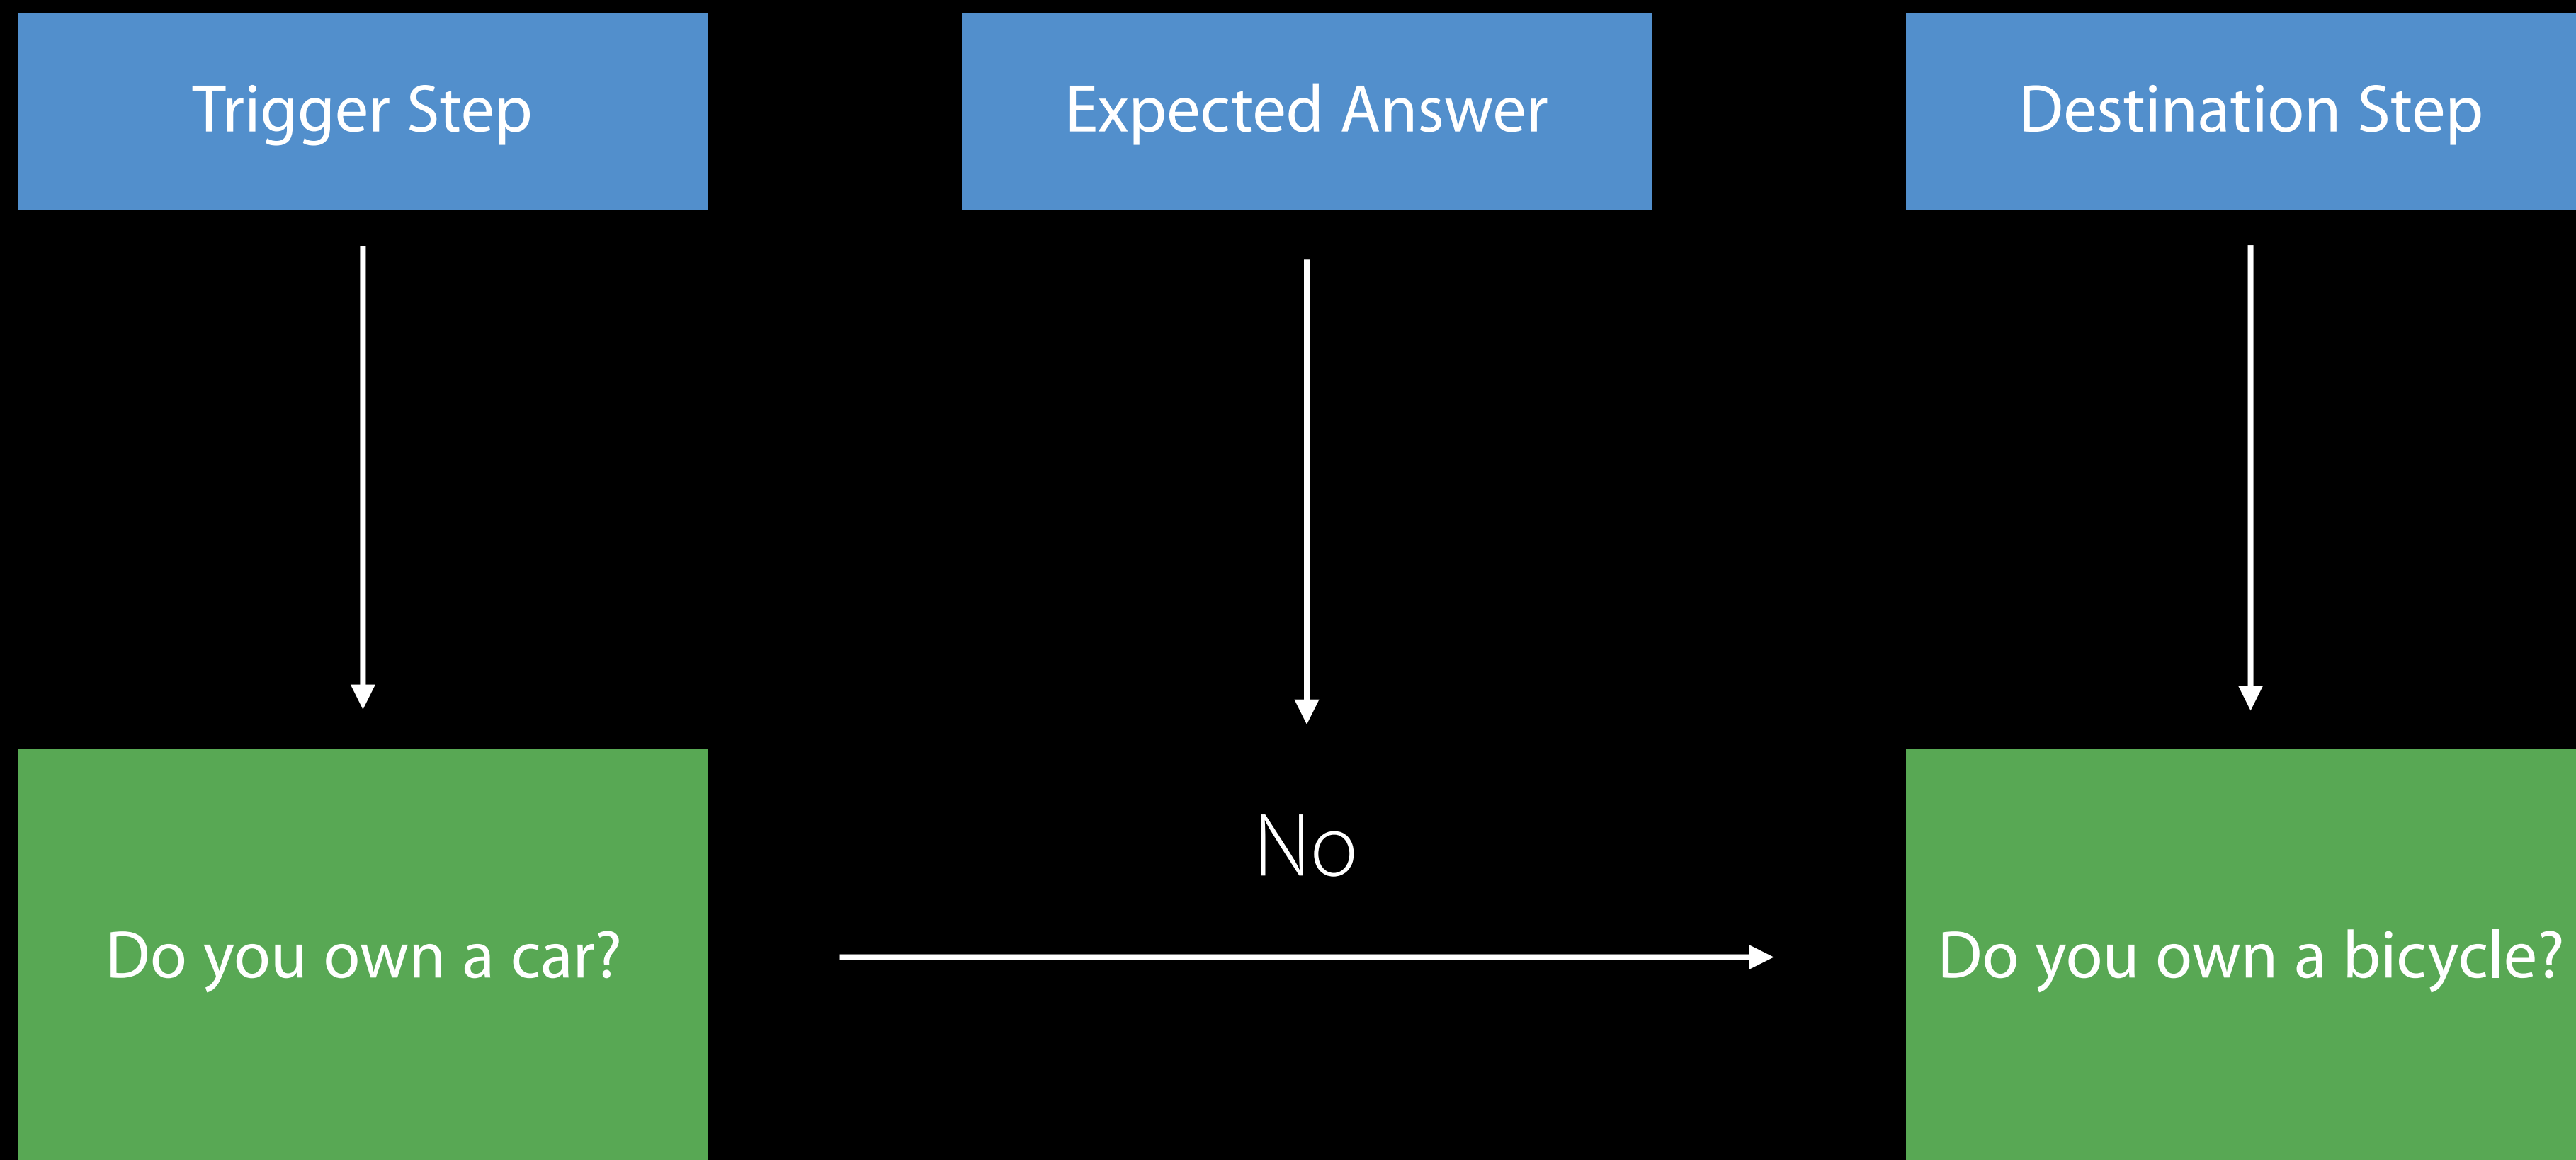 Trigger Step
Expected Answer
Destination Step
No
Do you own a car?
Do you own a bicycle?